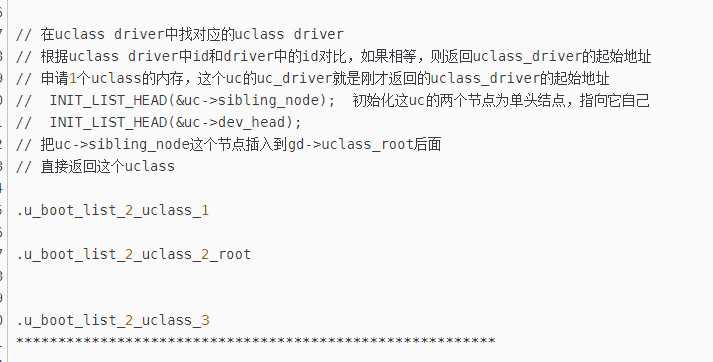 // 在uclass driver中找对应的uclass driver
// 根据uclass driver中id和driver中的id对比，如果相等，则返回uclass_driver的起始地址
// 申请1个uclass的内存，这个uc的uc_driver就是刚才返回的uclass_driver的起始地址
//  INIT_LIST_HEAD(&uc->sibling_node);  初始化这uc的两个节点为单头结点，指向它自己
//  INIT_LIST_HEAD(&uc->dev_head);
// 把uc->sibling_node这个节点插入到gd->uclass_root后面
// 直接返回这个uclass
.u_boot_list_2_uclass_1
.u_boot_list_2_uclass_2_root
.u_boot_list_2_uclass_3
*********************************************************